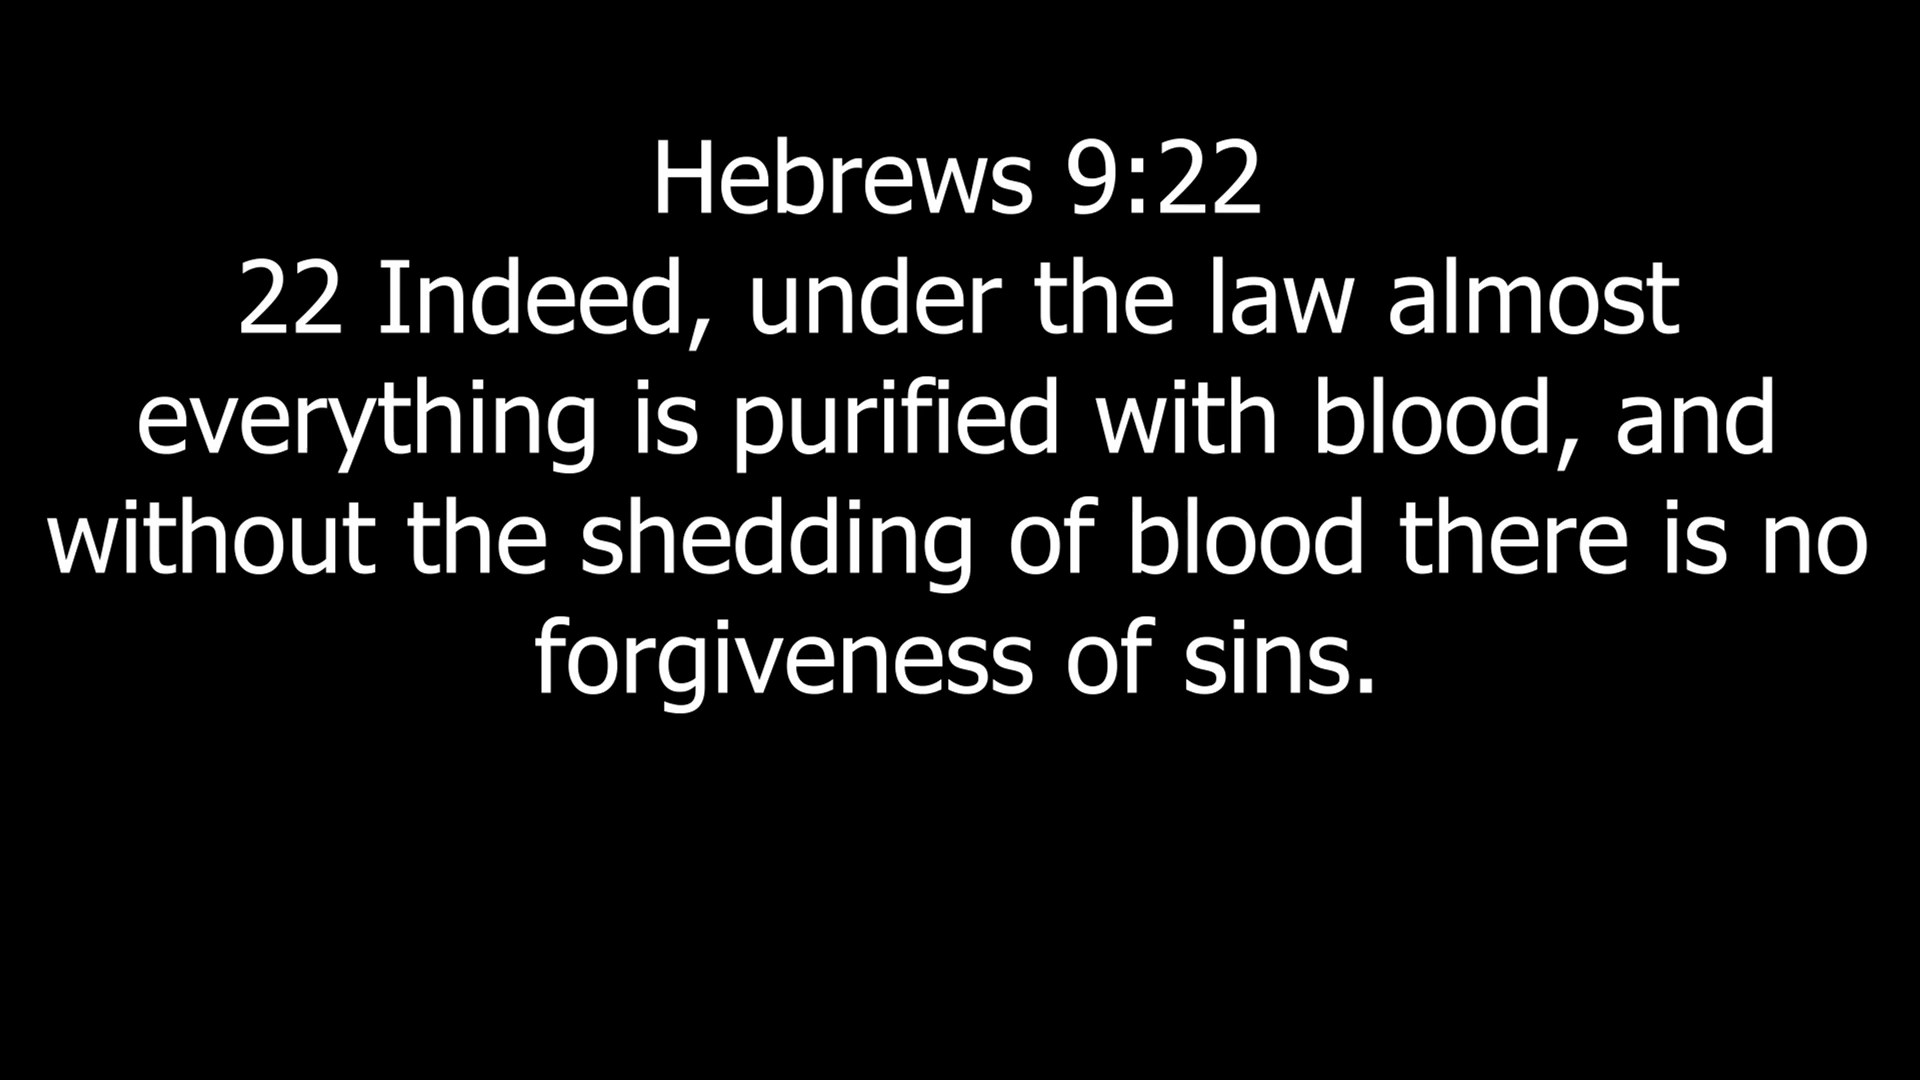 Hebrews 9:22
22 Indeed, under the law almost
everything is purified with blood, and
without the shedding of blood there is no
forgiveness of sins.